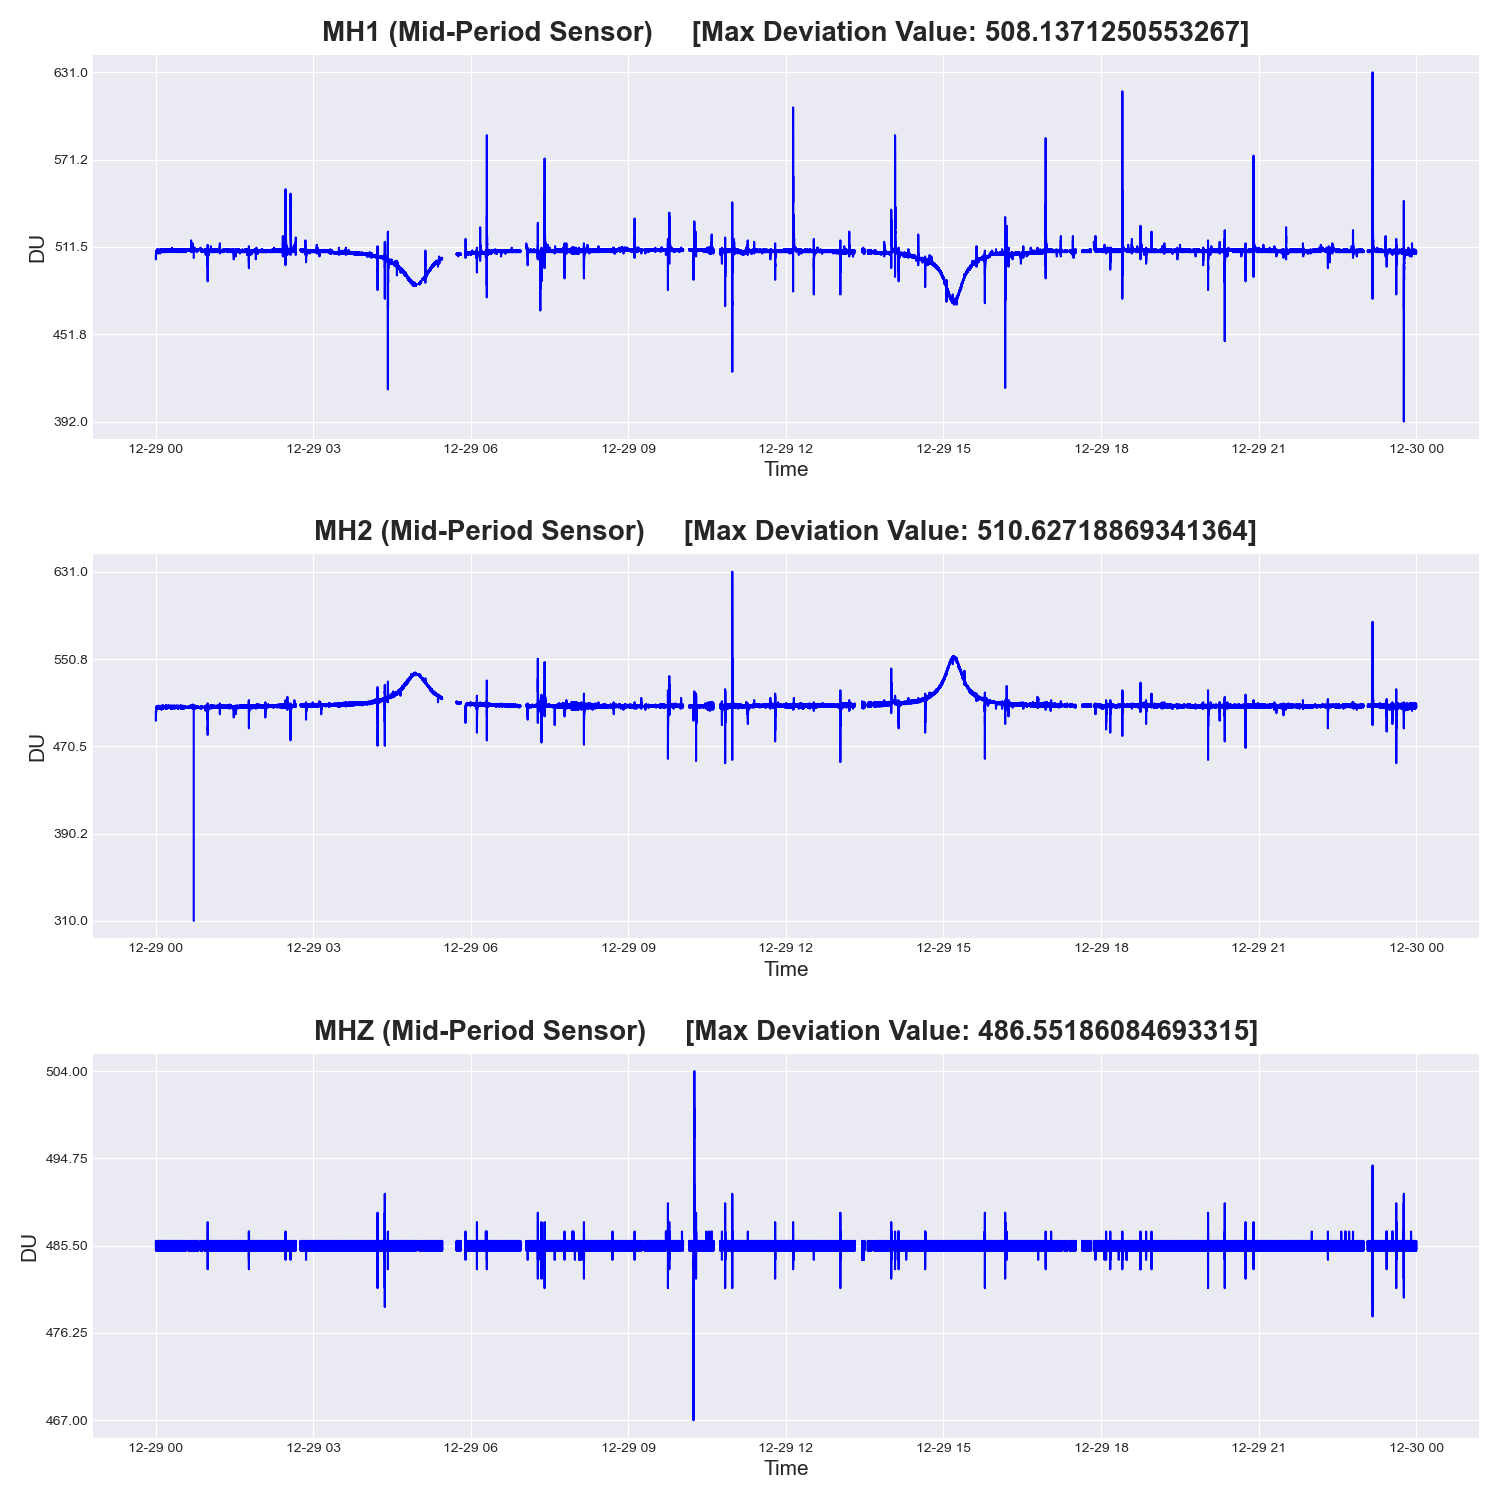 MH1 (Mid-Period Sensor) [Max Deviation Value: 508.1371250553267]
631.0
571.2
511.5
451.8
392.0
DU
12-29 00 12-29 03 12-29 06 12-29 09 12-29 12 12-29 15 12-29 18 12-29 21 12-30 00
Time
MH2 (Mid-Period Sensor) [Max Deviation Value: 510.62718869341364]
631.0
550.8
470.5
390.2
310.0
DU
12-29 00 12-29 03 12-29 06 12-29 09 12-29 12 12-29 15 12-29 18 12-29 21 12-30 00
Time
MHZ (Mid-Period Sensor) [Max Deviation Value: 486.55186084693315]
504.00
494.75
485.50
476.25
467.00
DU
12-29 00 12-29 03 12-29 06 12-29 09 12-29 12 12-29 15 12-29 18 12-29 21 12-30 00
Time